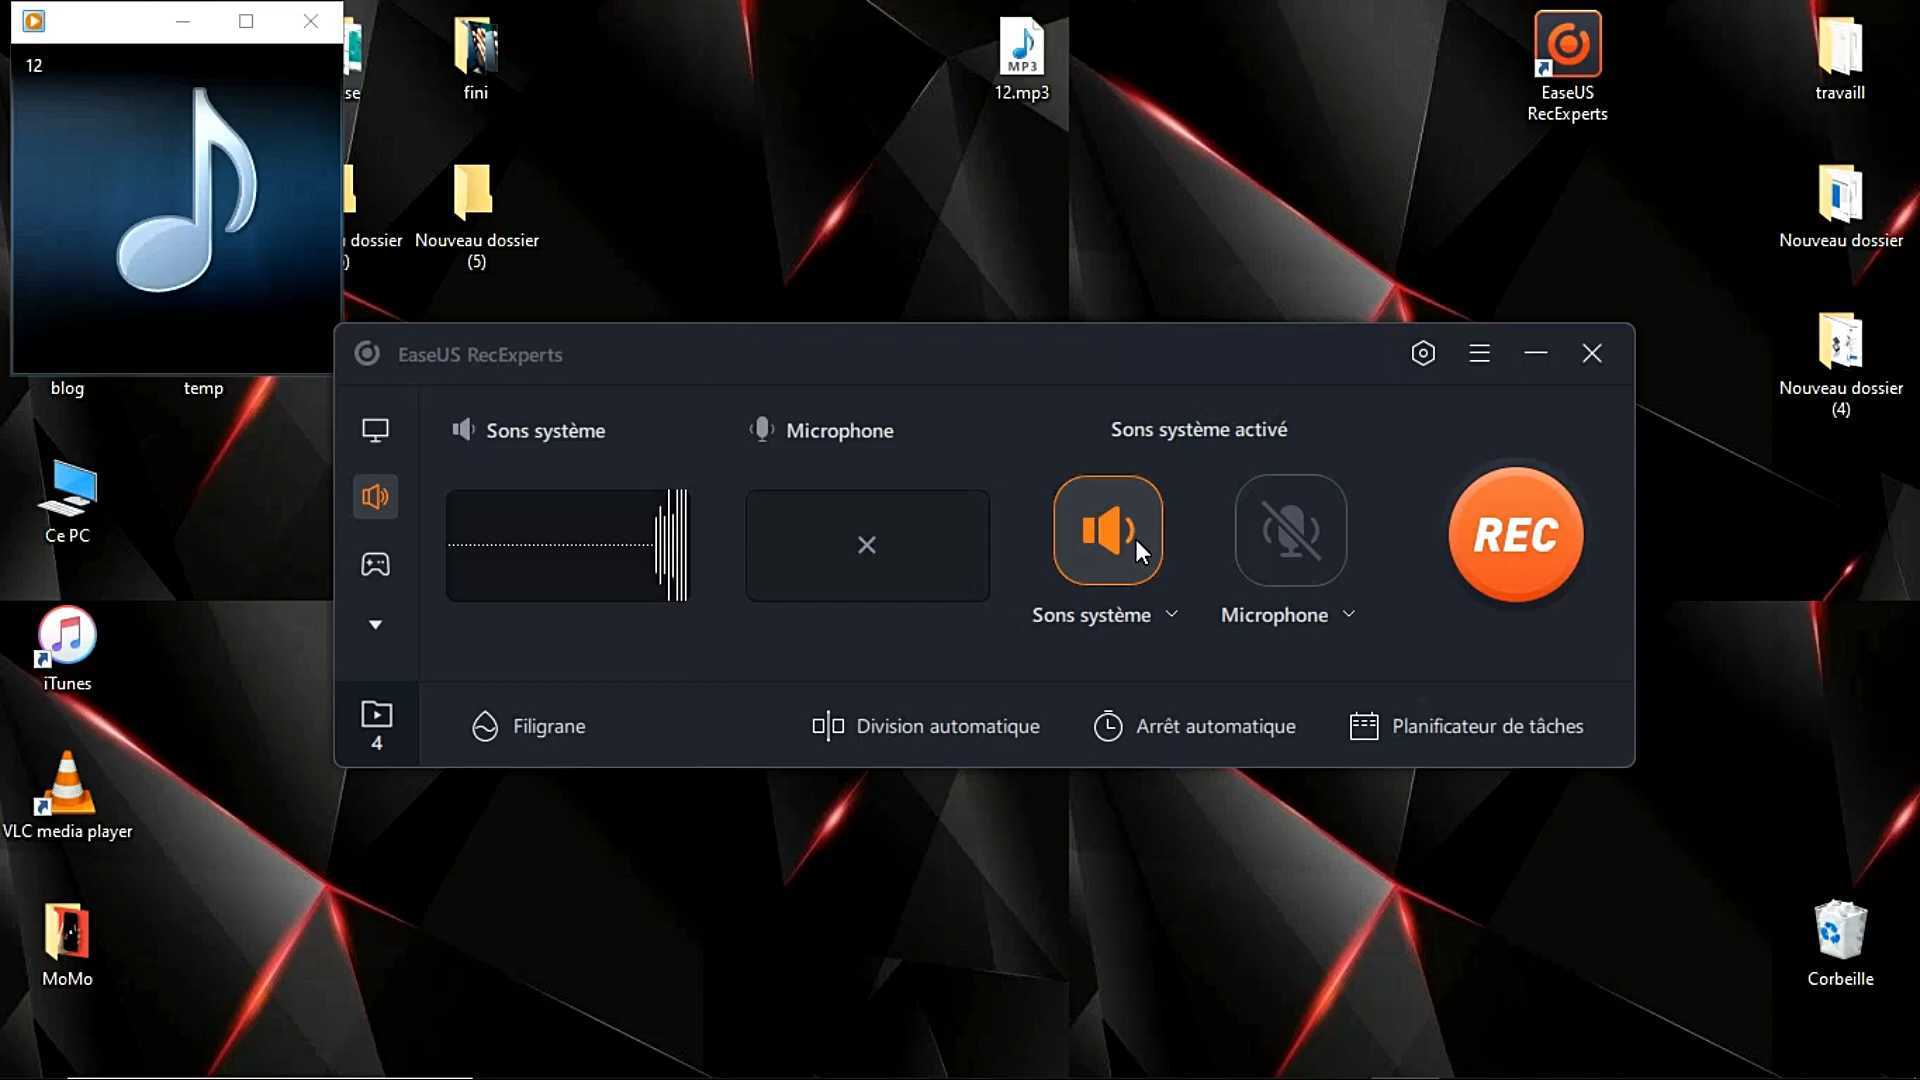 12
se
fini
MP3
12.mp3
EaseUS
RecExperts
travaill
dossier
Nouveau dossier
(5)
Nouveau dossier
Nouveau dossier
(4)
blog
temp
Ce PC
iTunes
VLC media player
MoMo
Corbeille
EaseUS RecExperts
Sons système
Microphone
Sons système activé
REC
Sons système
Microphone
4
Filigrane
Division automatique
Arrêt automatique
Planificateur de tâches